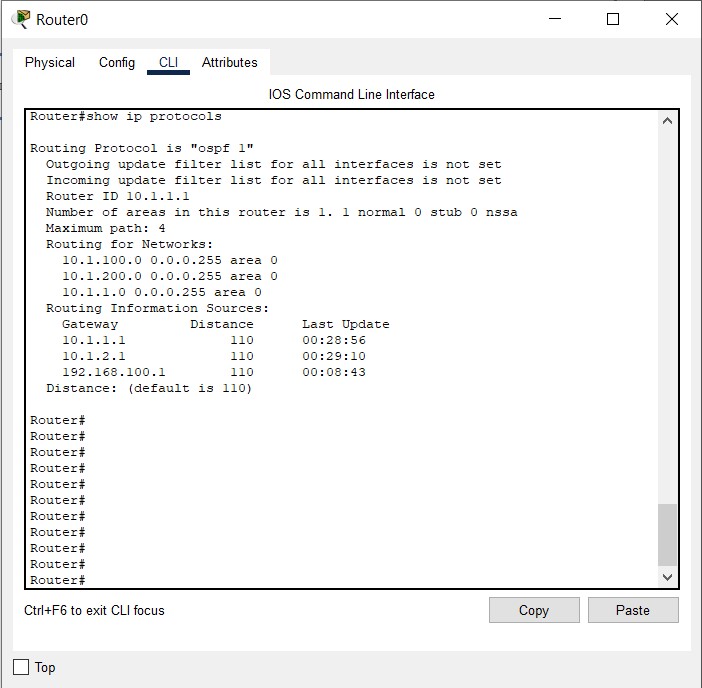 Router0
Physical Config CLI Attributes
IOS Command Line Interface
Router#show ip protocols
Routing Protocol is "ospf 1"
Outgoing update filter list for all interfaces is not set
Incoming update filter list for all interfaces is not set
Router ID 10.1.1.1
Number of areas in this router is 1. 1 normal 0 stub 0 nssa
Maximum path: 4
Routing for Networks:
10.1.100.0 0.0.0.255 area 0
10.1.200.0 0.0.0.255 area 0
10.1.1.0 0.0.0.255 area 0
Routing Information Sources:
Gateway Distance Last Update
10.1.1.1 110 00:28:56
10.1.2.1 110 00:29:10
192.168.100.1 110 00:08:43
Distance: (default is 110)
Router#
Router#
Router#
Router#
Router#
Router#
Router#
Router#
Router#
Router#
Router#
Ctrl+F6 to exit CLI focus
Copy Paste
Top